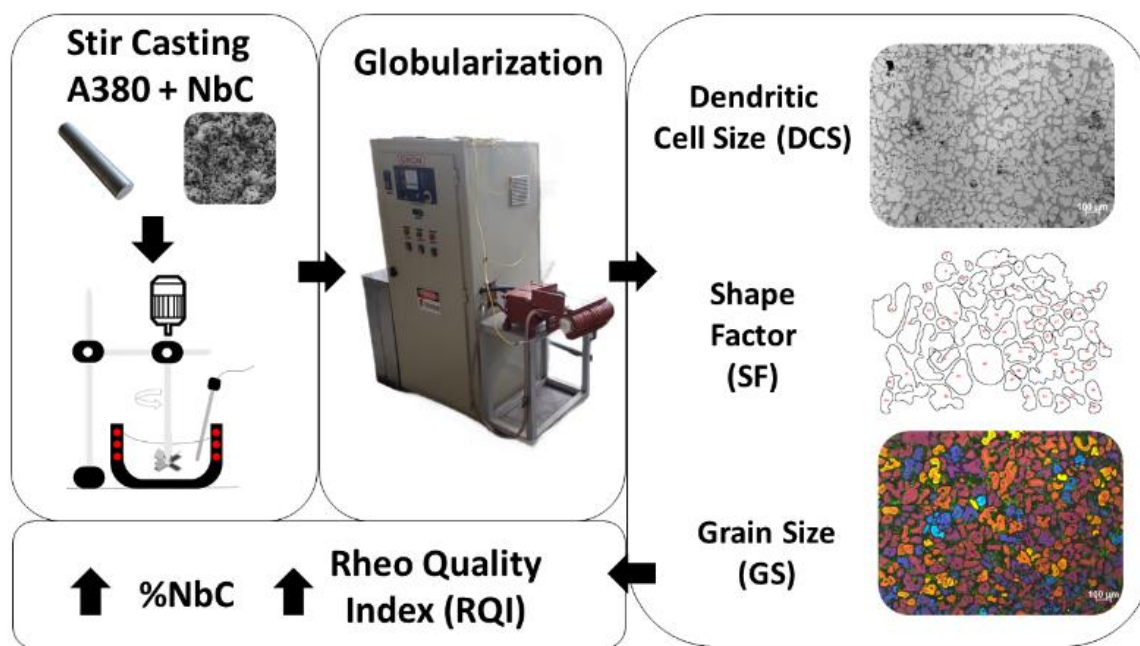 Stir Casting
A380 + NbC
Globularization
Dendritic
Cell Size (DCS)
100 µm
Shape
Factor
(SF)
Grain Size
(GS)
100 µm
%NbC
Rheo Quality
Index (RQI)